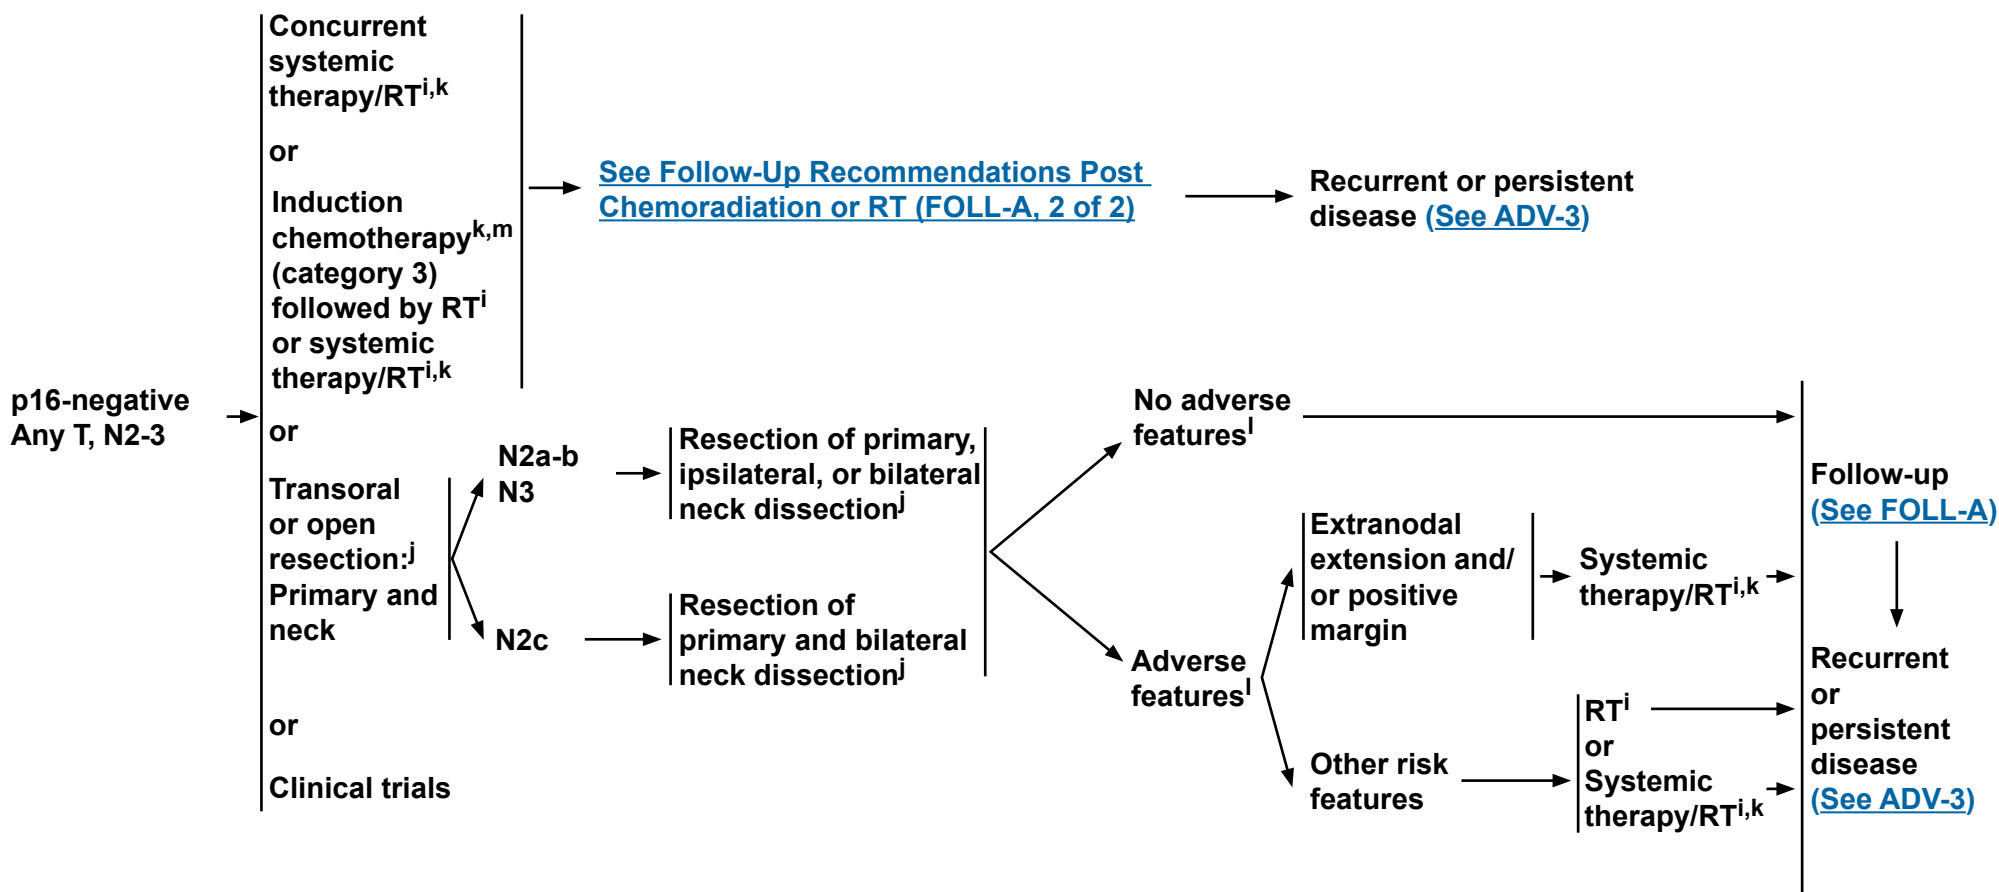 Concurrent
systemic
therapy/RTi,k
or
Induction
chemotherapyk,m
(category 3)
followed by RTi
or systemic
therapy/RTi,k
See Follow-Up Recommendations Post
Chemoradiation or RT (FOLL-A, 2 of 2)
Recurrent or persistent
disease (See ADV-3)
p16-negative
Any T, N2-3
or
Transoral
or open
resection:j
Primary and
neck
or
Clinical trials
N2a-b
N3
N2c
Resection of primary,
ipsilateral, or bilateral
neck dissectionj
Resection of
primary and bilateral
neck dissectionj
No adverse
featuresl
Adverse
featuresl
Extranodal
extension and/
or positive
margin
Other risk
features
Systemic
therapy/RTi,k
RTi
or
Systemic
therapy/RTi,k
Follow-up
(See FOLL-A)
Recurrent
or
persistent
disease
(See ADV-3)